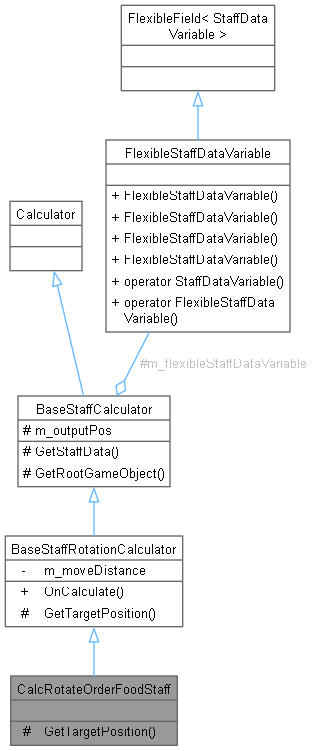 FlexibleField< StaffData
Variable >
FlexibleStaffDataVariable
+ FlexibleStaffDataVariable()
+ FlexibleStaffDataVariable()
+ FlexibleStaffDataVariable()
+ FlexibleStaffDataVariable()
+ operator StaffDataVariable()
+ operator FlexibleStaffData
Variable()
Calculator
#m_flexibleStaffDataVariable
BaseStaffCalculator
# m_outputPos
# GetStaffData()
# GetRootGameObject()
BaseStaffRotationCalculator
- m_moveDistance
+ OnCalculate()
# GetTargetPosition()
CalcRotateOrderFoodStaff
# GetTargetPosition()